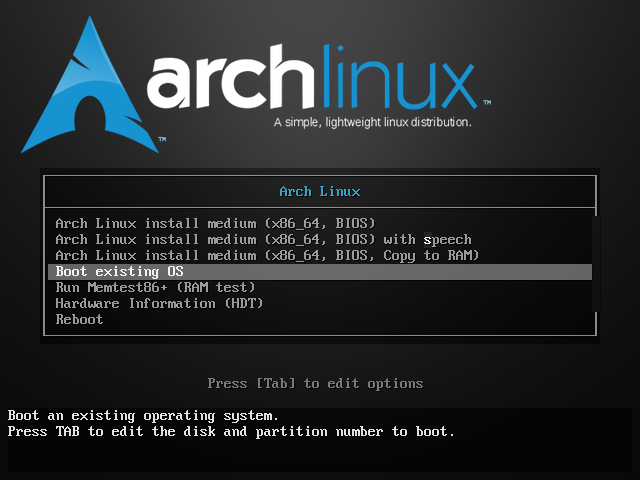 archlinux™
A simple, lightweight linux distribution.
™
Arch Linux
Arch Linux install medium (x86_64, BIOS)
Arch Linux install medium (x86_64, BIOS) with speech
Arch Linux install medium (x86_64, BIOS, Copy to RAM)
Boot existing OS
Run Memtest86+ (RAM test)
Hardware Information (HDT)
Reboot
Press [Tab] to edit options
Boot an existing operating system.
Press TAB to edit the disk and partition number to boot.